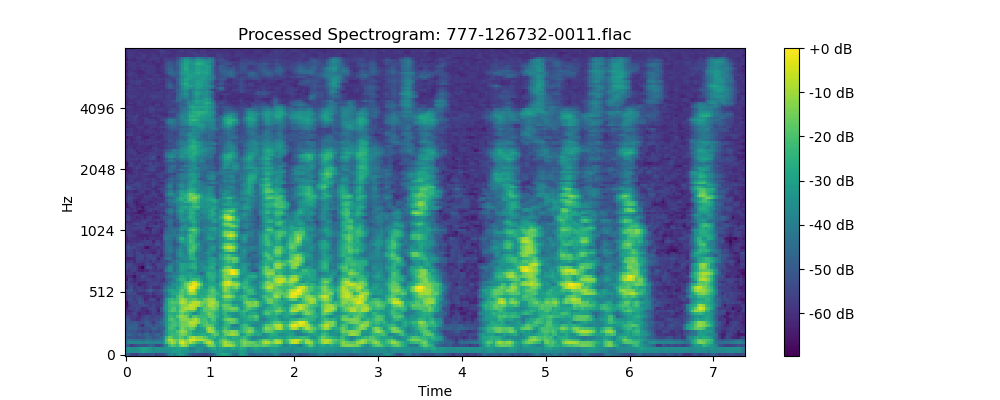 Processed Spectrogram: 777-126732-0011.flac
Hz
4096
2048
1024
512
0
0 1 2 3 4 5 6 7
Time
+0 dB
-10 dB
-20 dB
-30 dB
-40 dB
-50 dB
-60 dB